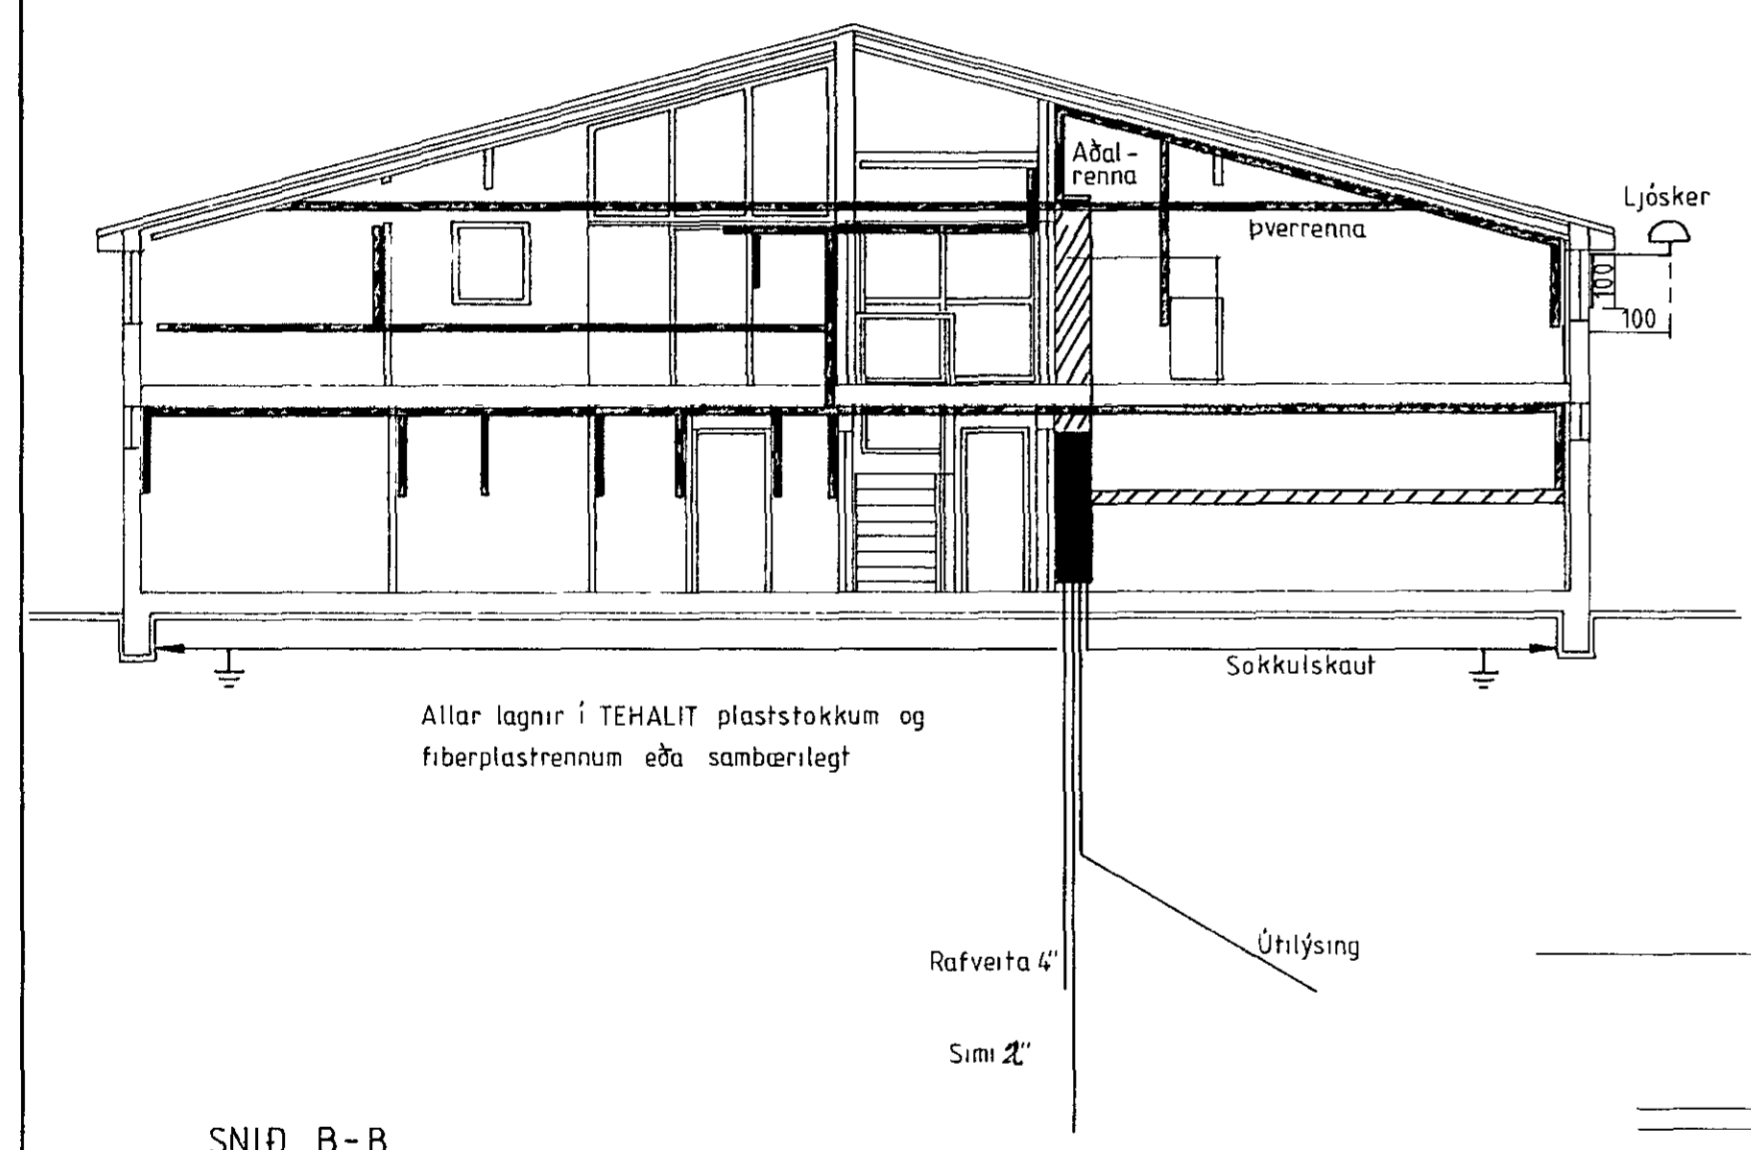 Aðal-
renna
Ljósker
Þverrenna
100
100
Sokkulskaut
Allar lagnir í TEHALIT plaststokkum og
fiberplastrennum eða sambærilegt
Rafveita 4"
Útilýsing
Simi 2"
SNIÐ B-B